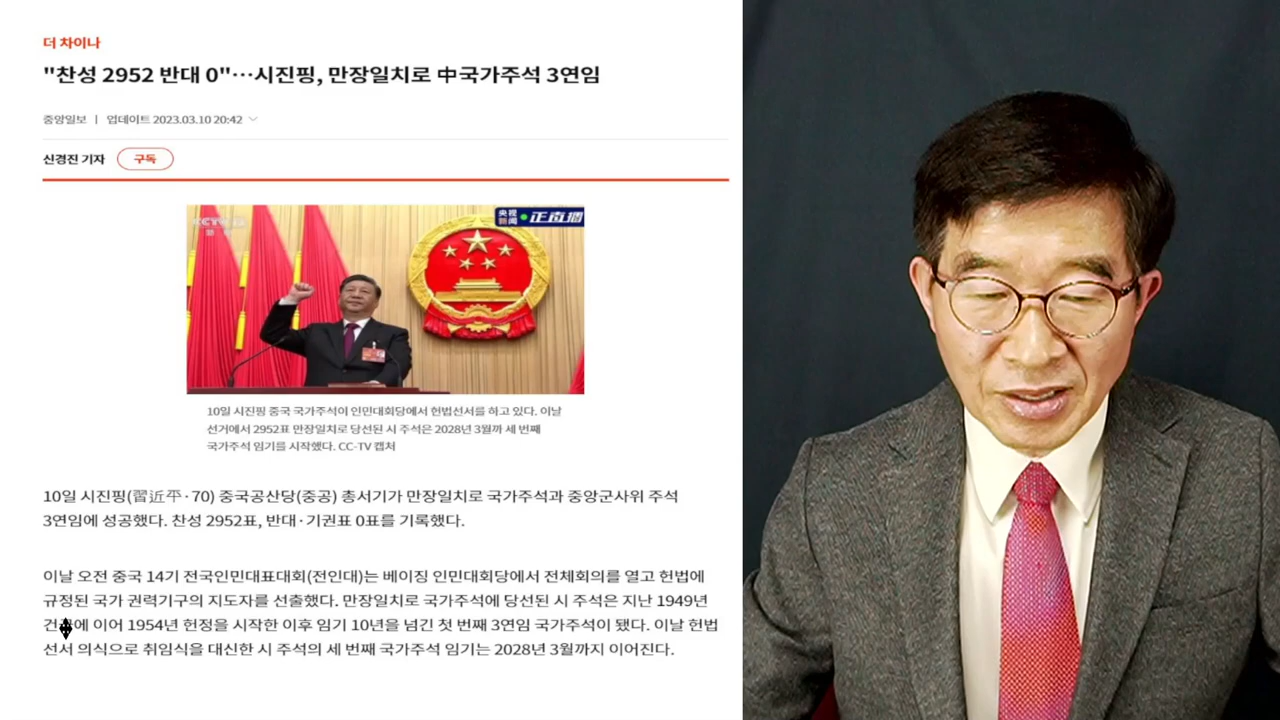 더 차이나
"찬성 2952 반대 0"…시진핑, 만장일치로 中국가주석 3연임
중앙일보 | 업데이트 2023.03.10 20:42
신경진 기자 구독
CCTV
央视
新闻 正直播
10일 시진핑 중국 국가주석이 인민대회당에서 헌법선서를 하고 있다. 이날
선거에서 2952표 만장일치로 당선된 시 주석은 2028년 3월까 세 번째
국가주석 임기를 시작했다. CC-TV 캡처
10일 시진핑(習近平·70) 중국공산당(중공) 총서기가 만장일치로 국가주석과 중앙군사위 주석
3연임에 성공했다. 찬성 2952표, 반대·기권표 0표를 기록했다.
이날 오전 중국 14기 전국인민대표대회(전인대)는 베이징 인민대회당에서 전체회의를 열고 헌법에
규정된 국가 권력기구의 지도자를 선출했다. 만장일치로 국가주석에 당선된 시 주석은 지난 1949년
이어 1954년 헌정을 시작한 이후 임기 10년을 넘긴 첫 번째 3연임 국가주석이 됐다. 이날 헌법
선서 의식으로 취임식을 대신한 시 주석의 세 번째 국가주석 임기는 2028년 3월까지 이어진다.